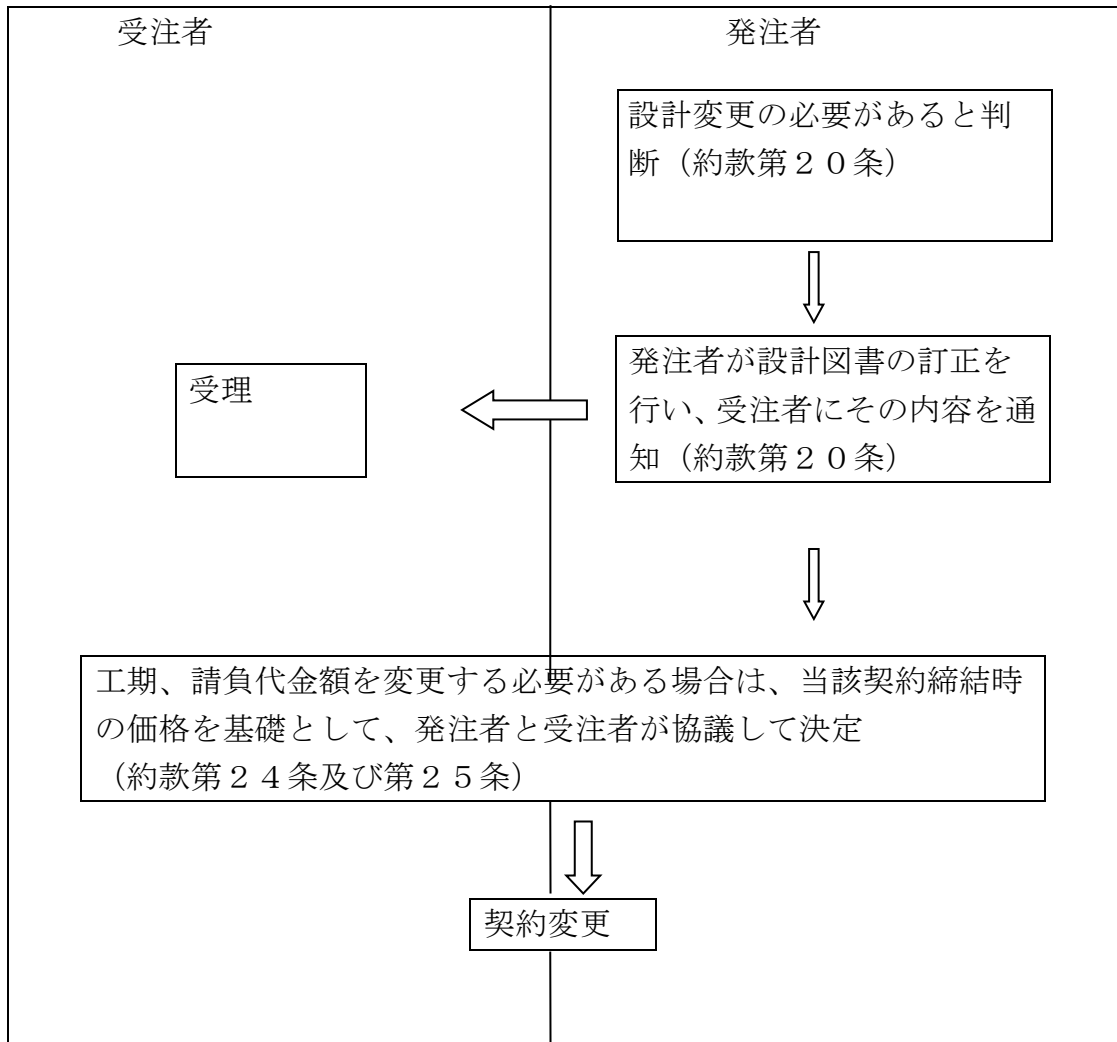 受注者
発注者
設計変更の必要があると判
断（約款第２０条）
発注者が設計図書の訂正を
行い、受注者にその内容を通
知（約款第２０条）
受理
工期、請負代金額を変更する必要がある場合は、当該契約締結時
の価格を基礎として、発注者と受注者が協議して決定
（約款第２４条及び第２５条）
契約変更